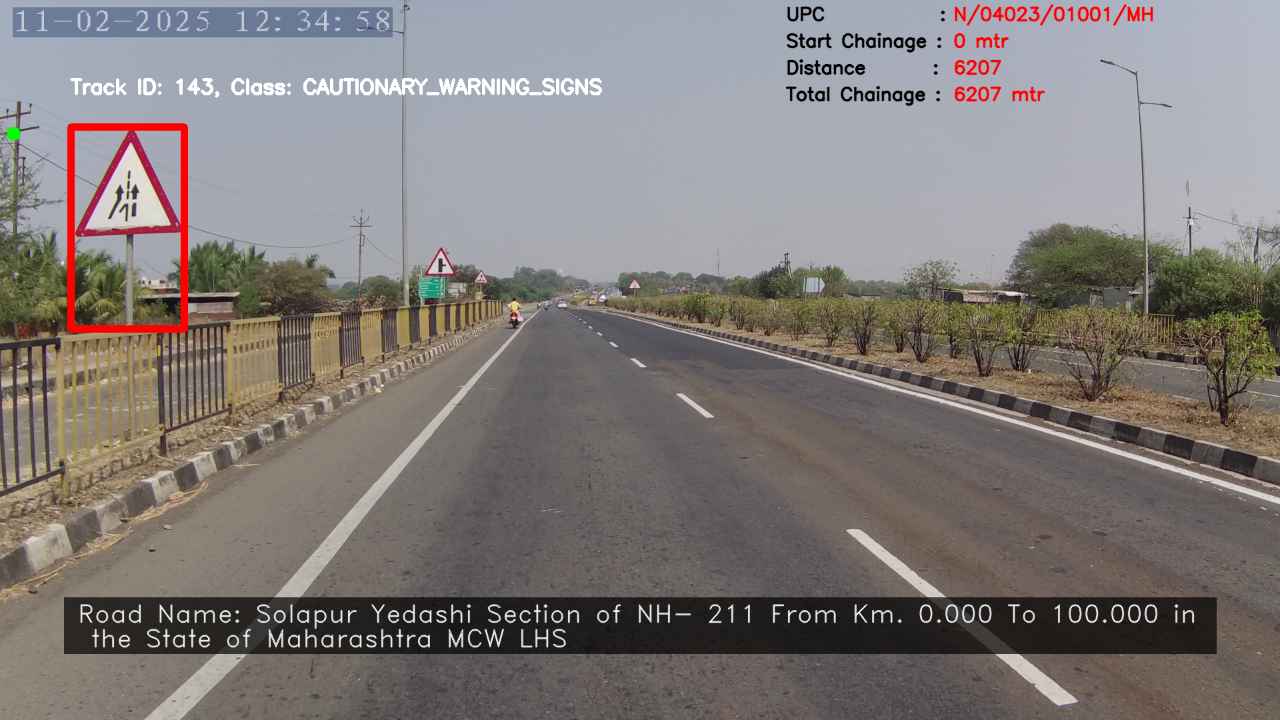 11-02-2025 12:34:58
UPC : N/04023/01001/MH
Start Chainage : 0 mtr
Distance : 6207
Total Chainage : 6207 mtr
Track ID: 143, Class: CAUTIONARY_WARNING_SIGNS
Road Name: Solapur Yedashi Section of NH- 211 From Km. 0.000 To 100.000 in
the State of Maharashtra MCW LHS